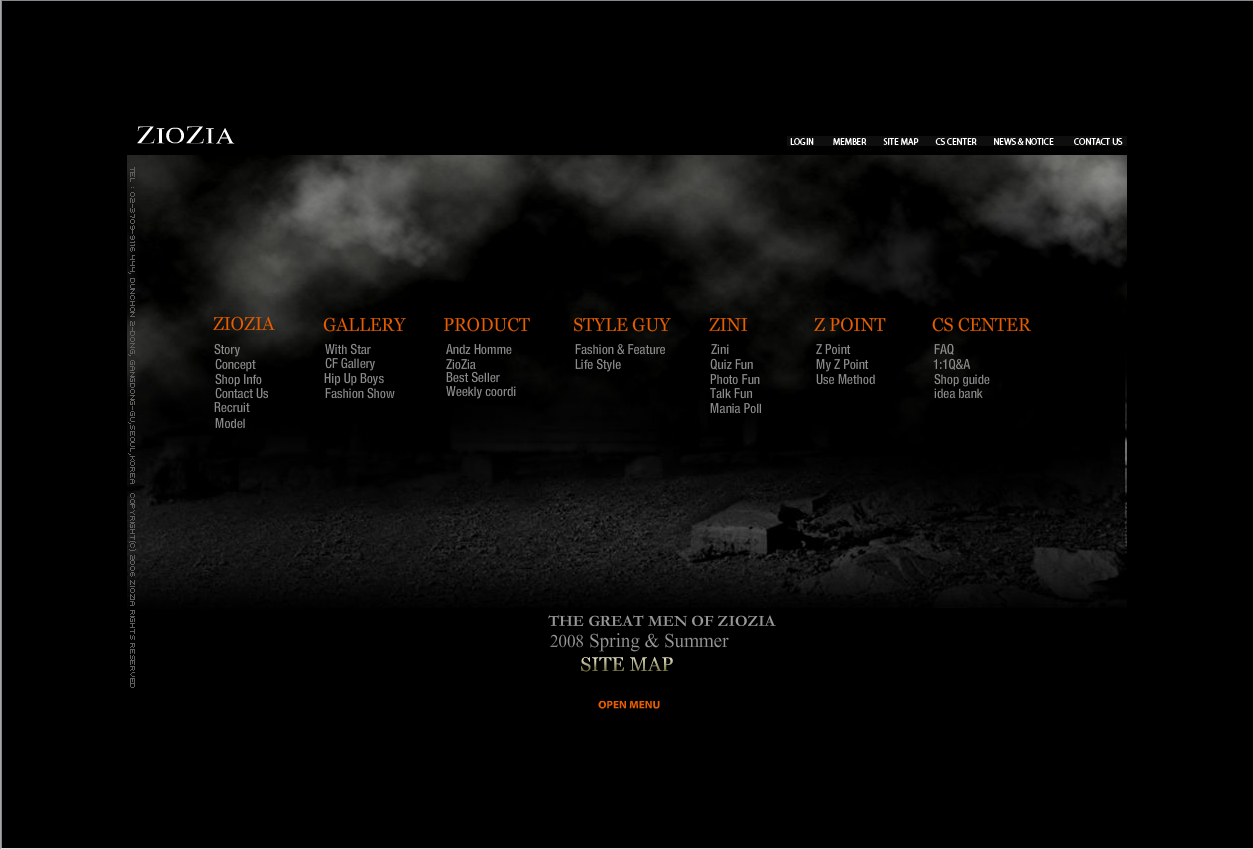 ZIOZIA
LOGIN MEMBER SITE MAP CS CENTER NEWS & NOTICE CONTACT US
TEL : 02-3709-9116 444, DUNCHON 2-DONG, GANGDONG-GU,SEOUL,KOREA COPYRIGHT(C) 2006 ZIOZIA RIGHTS RESERVED
ZIOZIA
Story
Concept
Shop Info
Contact Us
Recruit
Model
GALLERY
With Star
CF Gallery
Hip Up Boys
Fashion Show
PRODUCT
Andz Homme
ZioZia
Best Seller
Weekly coordi
STYLE GUY
Fashion & Feature
Life Style
ZINI
Zini
Quiz Fun
Photo Fun
Talk Fun
Mania Poll
Z POINT
Z Point
My Z Point
Use Method
CS CENTER
FAQ
1:1Q&A
Shop guide
idea bank
THE GREAT MEN OF ZIOZIA
2008 Spring & Summer
SITE MAP
OPEN MENU